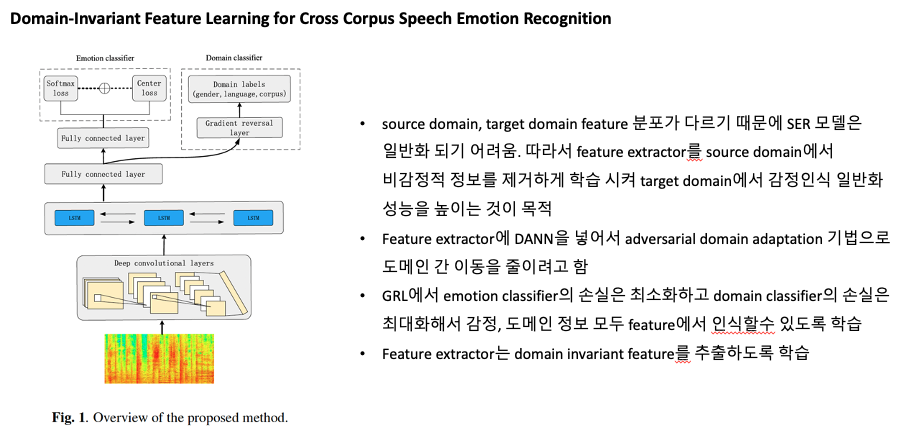 Domain-Invariant Feature Learning for Cross Corpus Speech Emotion Recognition
Emotion classifier
Domain classifier
Softmax
loss
Center
loss
Domain labels
(gender, language, corpus)
Gradient reversal
layer
Fully connected layer
Fully connected layer
LSTM
LSTM
LSTM
Deep convolutional layers
Fig. 1. Overview of the proposed method.
• source domain, target domain feature 분포가 다르기 때문에 SER 모델은
일반화 되기 어려움. 따라서 feature extractor를 source domain에서
비감정적 정보를 제거하게 학습 시켜 target domain에서 감정인식 일반화
성능을 높이는 것이 목적
• Feature extractor에 DANN을 넣어서 adversarial domain adaptation 기법으로
도메인 간 이동을 줄이려고 함
• GRL에서 emotion classifier의 손실은 최소화하고 domain classifier의 손실은
최대화해서 감정, 도메인 정보 모두 feature에서 인식할수 있도록 학습
• Feature extractor는 domain invariant feature를 추출하도록 학습